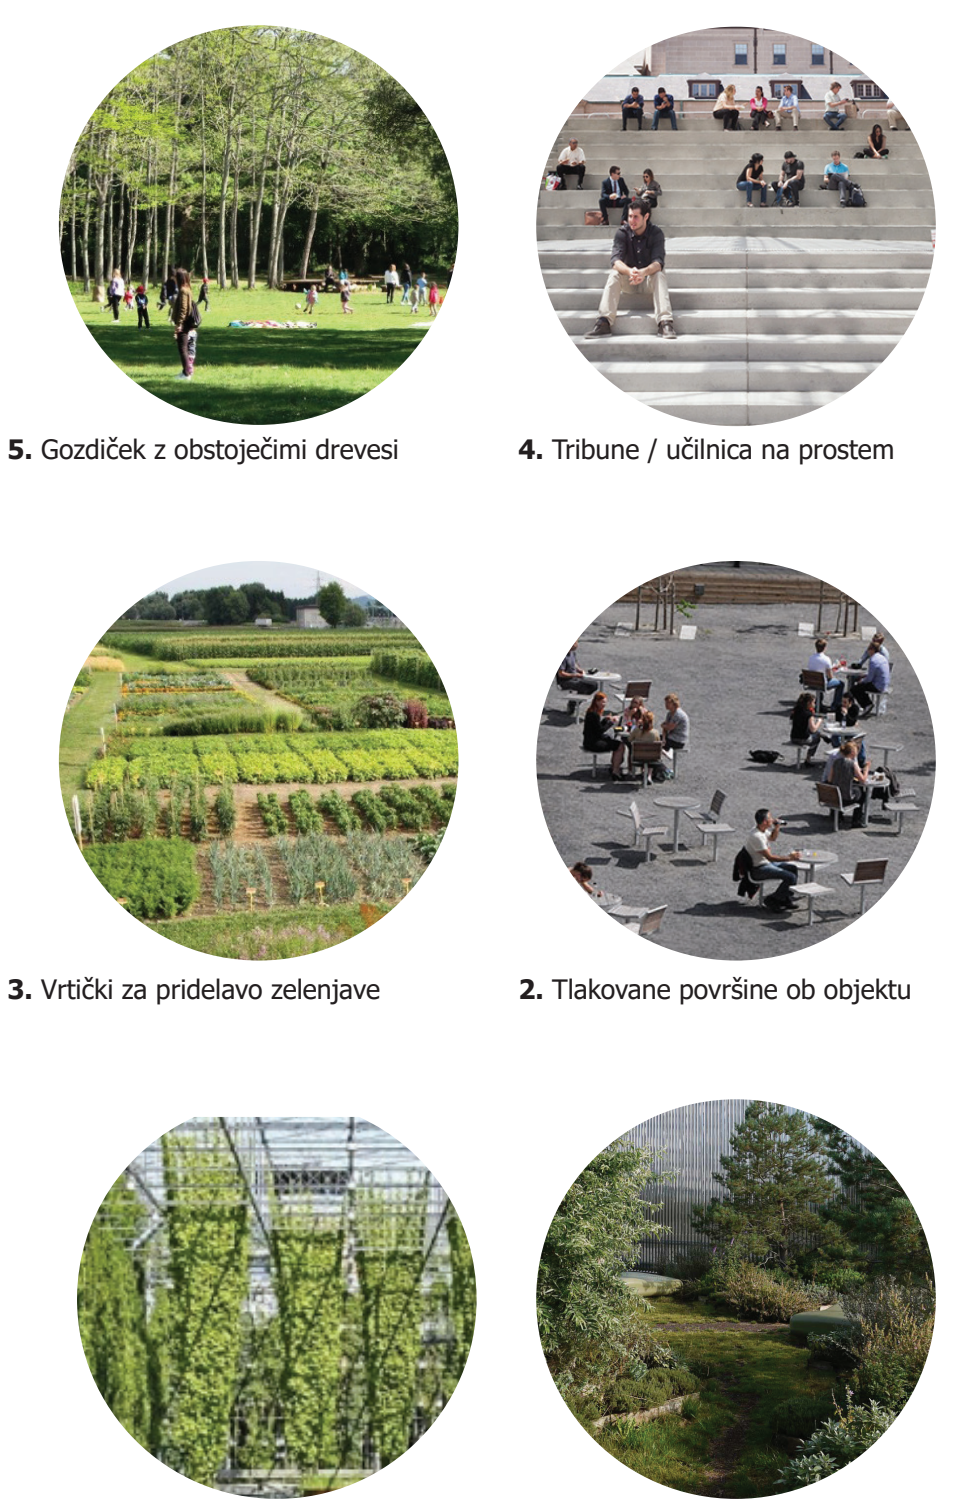 5. Gozdiček z obstoječimi drevesi
4. Tribune / učilnica na prostem
3. Vrtički za pridelavo zelenjave
2. Tlakovane površine ob objektu